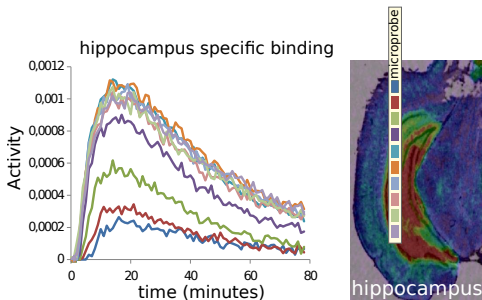 hippocampus specific binding
0,0012
0,001
0,0008
0,0006
0,0004
0,0002
0
0 20 40 60 80
Activity
time (minutes)
microprobe
hippocampus